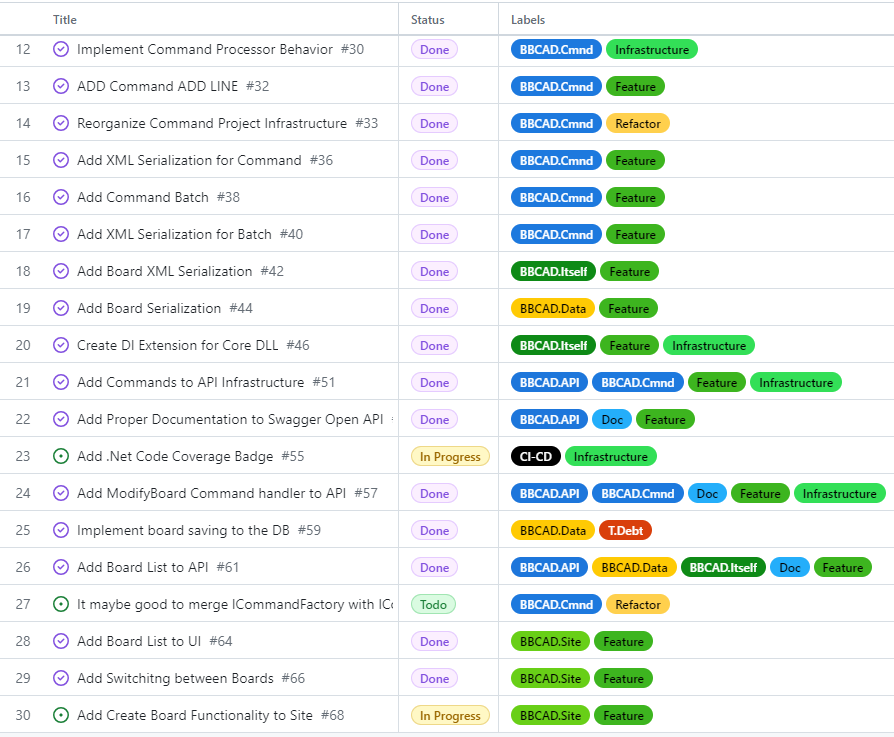 Title Status Labels
12 Implement Command Processor Behavior #30 Done BBCAD.Cmnd Infrastructure
13 ADD Command ADD LINE #32 Done BBCAD.Cmnd Feature
14 Reorganize Command Project Infrastructure #33 Done BBCAD.Cmnd Refactor
15 Add XML Serialization for Command #36 Done BBCAD.Cmnd Feature
16 Add Command Batch #38 Done BBCAD.Cmnd Feature
17 Add XML Serialization for Batch #40 Done BBCAD.Cmnd Feature
18 Add Board XML Serialization #42 Done BBCAD.Itself Feature
19 Add Board Serialization #44 Done BBCAD.Data Feature
20 Create DI Extension for Core DLL #46 Done BBCAD.Itself Feature Infrastructure
21 Add Commands to API Infrastructure #51 Done BBCAD.API BBCAD.Cmnd Feature Infrastructure
22 Add Proper Documentation to Swagger Open API Done BBCAD.API Doc Feature
23 Add .Net Code Coverage Badge #55 In Progress CI-CD Infrastructure
24 Add ModifyBoard Command handler to API #57 Done BBCAD.API BBCAD.Cmnd Doc Feature Infrastructure
25 Implement board saving to the DB #59 Done BBCAD.Data T.Debt
26 Add Board List to API #61 Done BBCAD.API BBCAD.Data BBCAD.Itself Doc Feature
27 It maybe good to merge ICommandFactory with Todo BBCAD.Cmnd Refactor
28 Add Board List to UI #64 Done BBCAD.Site Feature
29 Add Switchitng between Boards #66 Done BBCAD.Site Feature
30 Add Create Board Functionality to Site #68 In Progress BBCAD.Site Feature